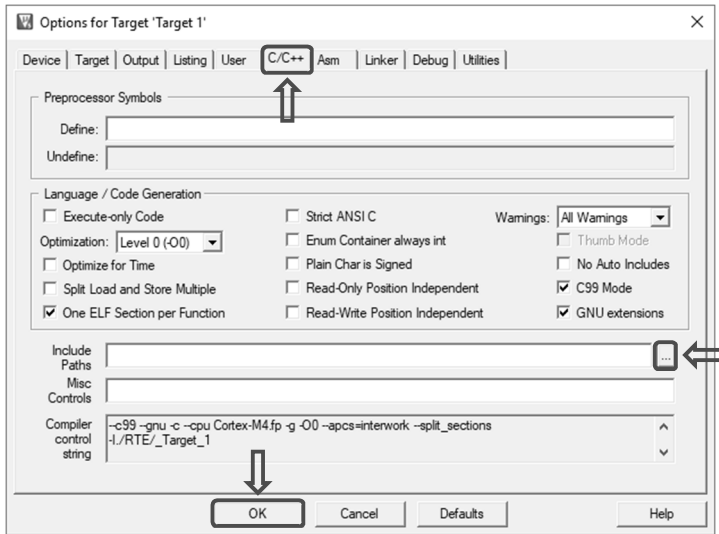 Options for Target 'Target 1'
Device | Target | Output | Listing | User | C/C++ | Asm | Linker | Debug | Utilities |
Preprocessor Symbols
Define:
Undefine:
Language / Code Generation
Execute-only Code Strict ANSI C Warnings: All Warnings
Optimization: Level 0 (-O0) Enum Container always int Thumb Mode
Optimize for Time Plain Char is Signed No Auto Includes
Split Load and Store Multiple Read-Only Position Independent C99 Mode
One ELF Section per Function Read-Write Position Independent GNU extensions
Include
Paths ...
Misc
Controls
Compiler --c99 --gnu -c --cpu Cortex-M4.fp -g -O0 --apcs=interwork --split_sections
control -I./RTE/_Target_1
string
OK Cancel Defaults Help